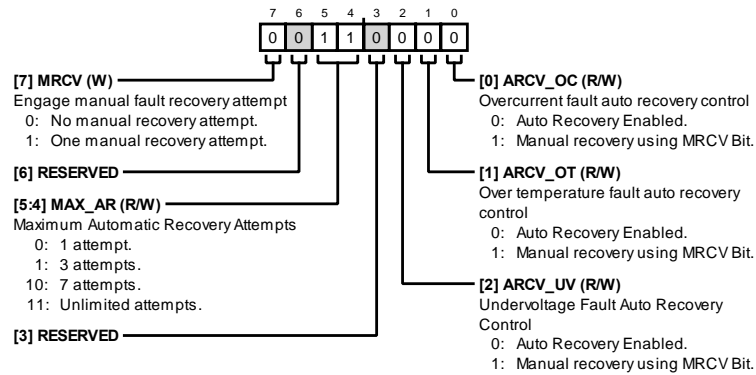 7 6 5 4 3 2 1 0
0 0 1 1 0 0 0 0
[7] MRCV (W)
Engage manual fault recovery attempt
0: No manual recovery attempt.
1: One manual recovery attempt.
[6] RESERVED
[5:4] MAX_AR (R/W)
Maximum Automatic Recovery Attempts
0: 1 attempt.
1: 3 attempts.
10: 7 attempts.
11: Unlimited attempts.
[3] RESERVED
[0] ARCV_OC (R/W)
Overcurrent fault auto recovery control
0: Auto Recovery Enabled.
1: Manual recovery using MRCV Bit.
[1] ARCV_OT (R/W)
Over temperature fault auto recovery
control
0: Auto Recovery Enabled.
1: Manual recovery using MRCV Bit.
[2] ARCV_UV (R/W)
Undervoltage Fault Auto Recovery
Control
0: Auto Recovery Enabled.
1: Manual recovery using MRCV Bit.